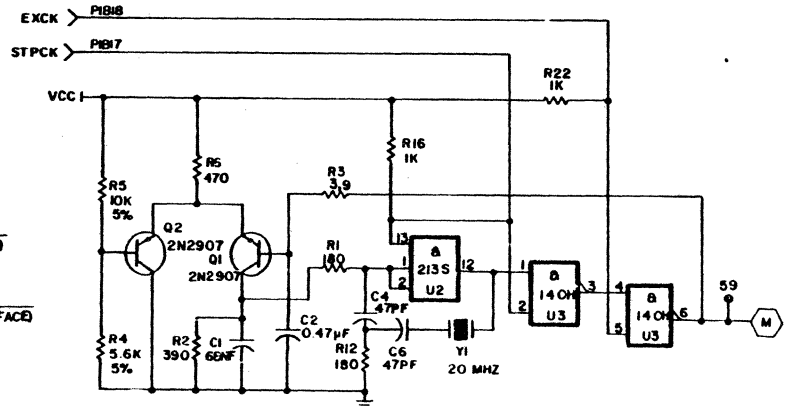 EXCK P1B18
STPCK P1B17
VCC
R22
1K
R16
1K
R6
470
R3
3.9
R5
10K
5%
Q2
2N2907
Q1
2N2907
R1
180
13
1
2
&
213S
U2
12
1
2
&
140H
U3
3
4
5
&
140H
U3
6
59
M
C4
47PF
FACE)
R4
5.6K
5%
R2
390
C1
68NF
C2
0.47µF
R12
180
C6
47PF
Y1
20 MHZ